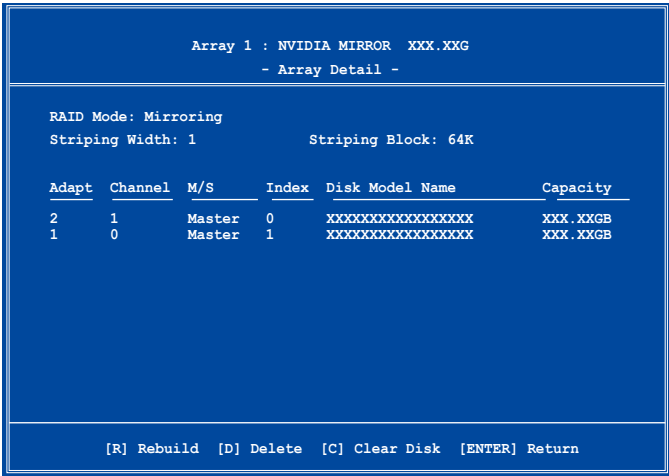 Array 1 : NVIDIA MIRROR  XXX.XXG
- Array Detail -
RAID Mode: Mirroring
Striping Width: 1    Striping Block: 64K
Adapt  Channel  M/S  Index  Disk Model Name  Capacity
2  1  Master  0  XXXXXXXXXXXXXXXXX  XXX.XXGB
1  0  Master  1  XXXXXXXXXXXXXXXXX  XXX.XXGB
[R] Rebuild  [D] Delete  [C] Clear Disk  [ENTER] Return